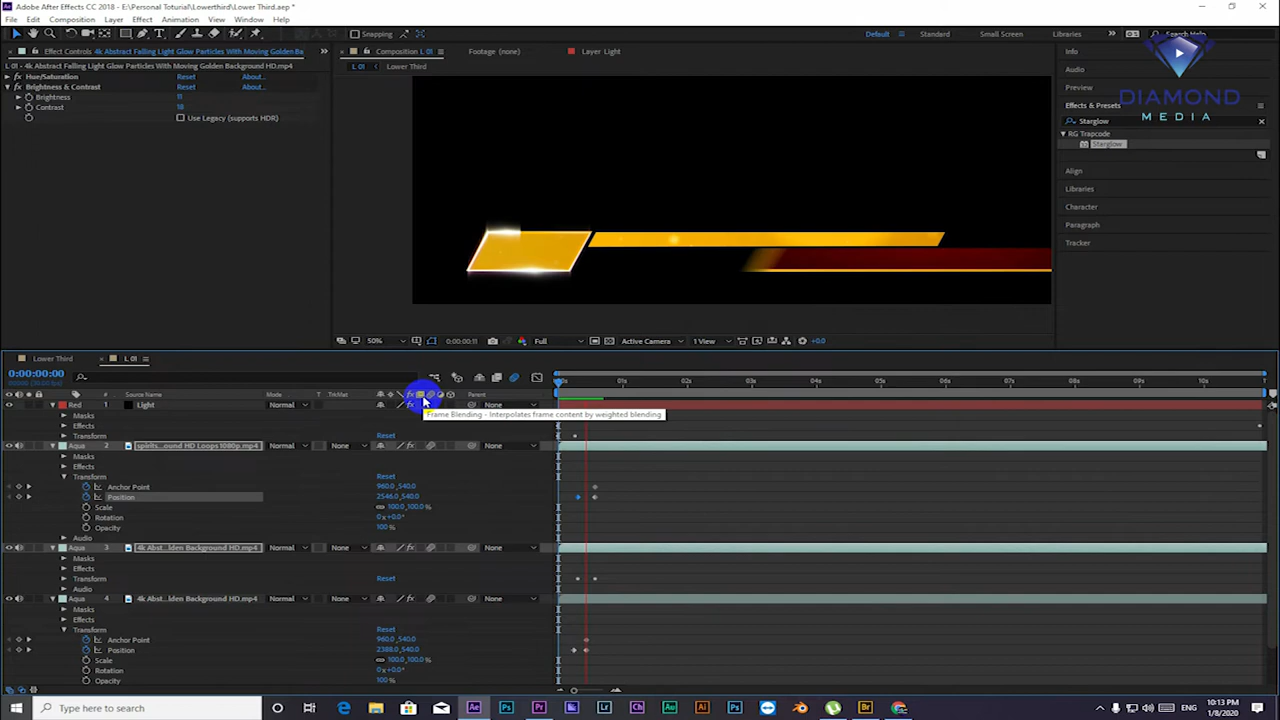 Adobe After Effects CC 2018 - E:\Personal Toturial\Lowerthird\Lower Third.aep *
File Edit Composition Layer Effect Animation View Window Help
Snapping Default Standard Small Screen Libraries Search Help
Effect Controls 4k Abstract Falling Light Glow Particles With Moving Golden Ba
Composition L 01 Footage (none) Layer Light
Info
L 01 · 4k Abstract Falling Light Glow Particles With Moving Golden Background HD.mp4
L 01 Lower Third
Audio
Hue/Saturation Reset About...
Brightness & Contrast Reset About...
Preview
Brightness 11
Contrast 18
Effects & Presets
DIAMOND
MEDIA
Use Legacy (supports HDR)
Starglow
RG Trapcode
Starglow
Align
Libraries
Character
Paragraph
Tracker
50% 0:00:00:11 Full Active Camera 1 View +0.0
Lower Third L 01
0:00:00:00
# Source Name Mode T TrkMat Parent
01s 02s 03s 04s 05s 06s 07s 08s 09s 10s
Red 1 Light Normal None
Frame Blending - Interpolates frame content by weighted blending
Masks
Effects
Transform Reset
Aqua 2 spirits...ound HD Loops 1080p.mp4 Normal None None
Masks
Effects
Transform Reset
Anchor Point 960.0,540.0
Position 2546.0,540.0
Scale 100.0,100.0%
Rotation 0x+0.0°
Opacity 100%
Audio
Aqua 3 4k Abst...lden Background HD.mp4 Normal None None
Masks
Effects
Transform Reset
Audio
Aqua 4 4k Abst...lden Background HD.mp4 Normal None None
Masks
Effects
Transform Reset
Anchor Point 960.0,540.0
Position 2388.0,540.0
Scale 100.0,100.0%
Rotation 0x+0.0°
Opacity 100%
Type here to search
10:13 PM
1/8/2020